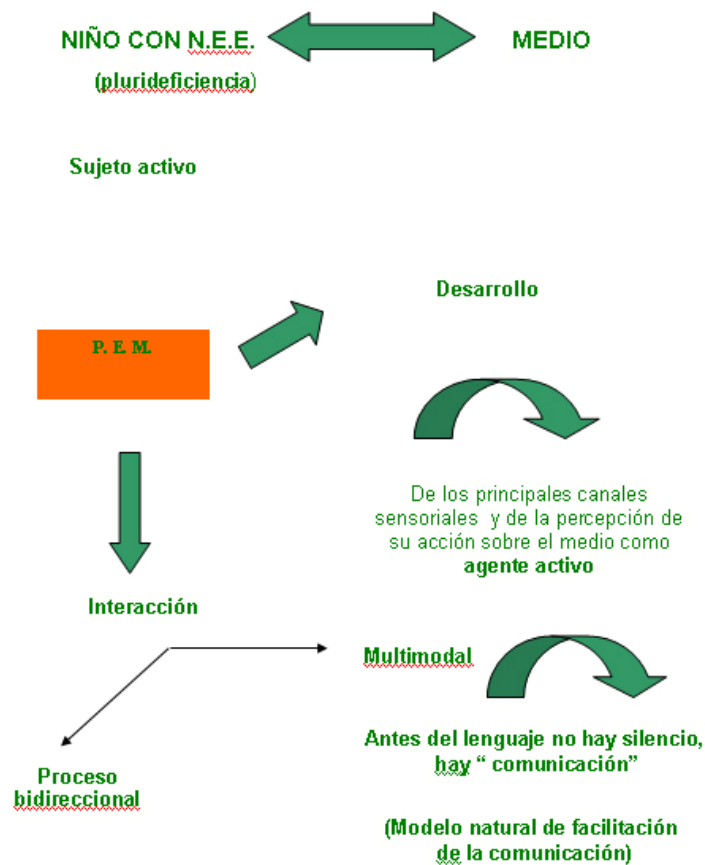 NIÑO CON N.E.E.
MEDIO
(plurideficiencia)
Sujeto activo
Desarrollo
P. E. M.
De los principales canales
sensoriales y de la percepción de
su acción sobre el medio como
agente activo
Interacción
Multimodal
Antes del lenguaje no hay silencio,
hay “ comunicación”
Proceso
bidireccional
(Modelo natural de facilitación
de la comunicación)